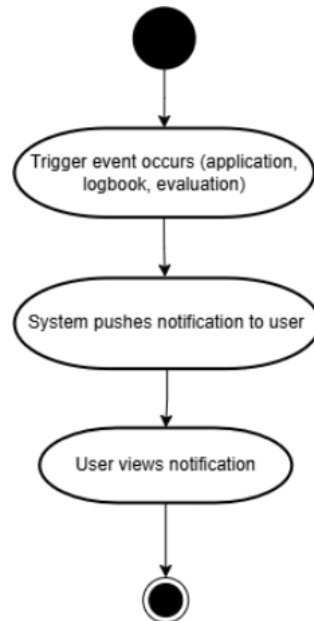 Trigger event occurs (application,
logbook, evaluation)
System pushes notification to user
User views notification